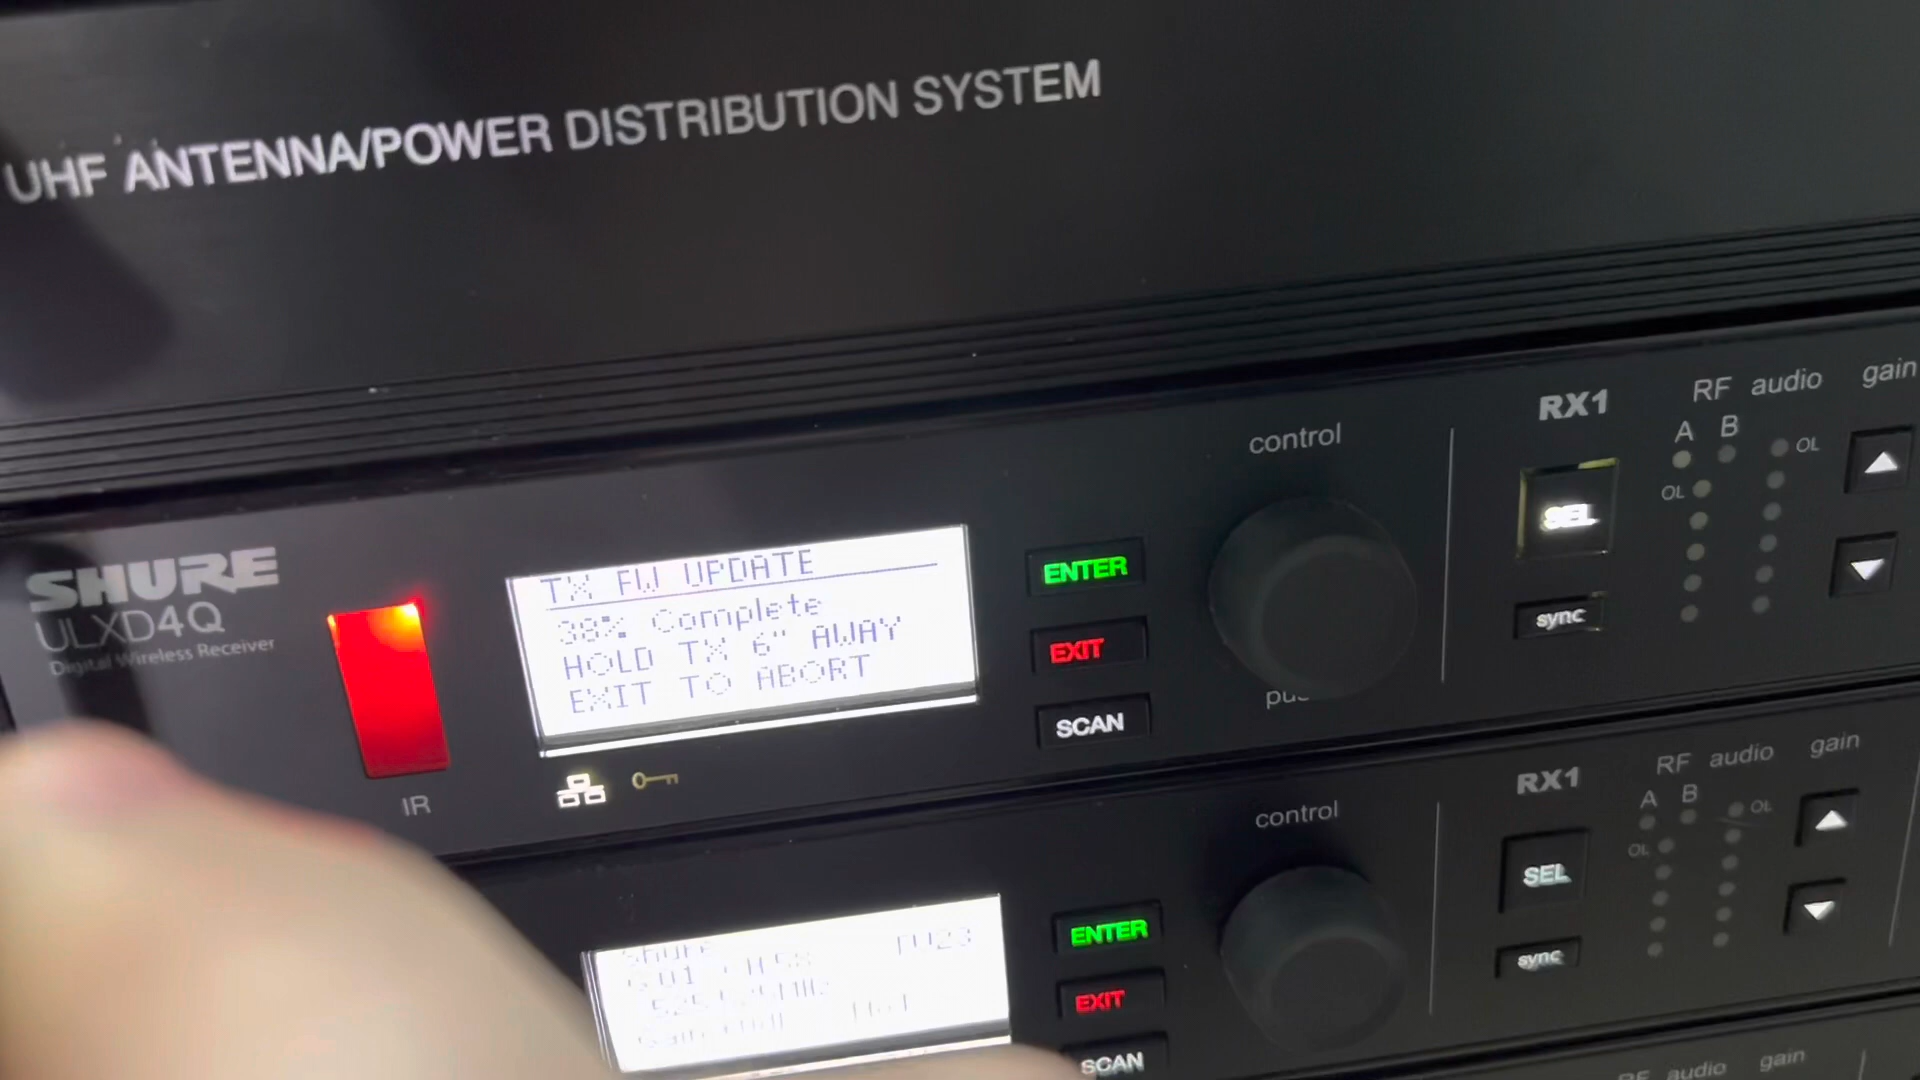 UHF ANTENNA/POWER DISTRIBUTION SYSTEM
SHURE
ULXD4Q
Digital Wireless Receiver
IR
TX FW UPDATE
38% Complete
HOLD TX 6" AWAY
EXIT TO ABORT
ENTER
EXIT
SCAN
control
RX1
SEL
sync
RF audio gain
A B
OL
OL
control
ENTER
EXIT
SCAN
RX1
SEL
sync
RF audio gain
A B
OL
OL
RF audio gain